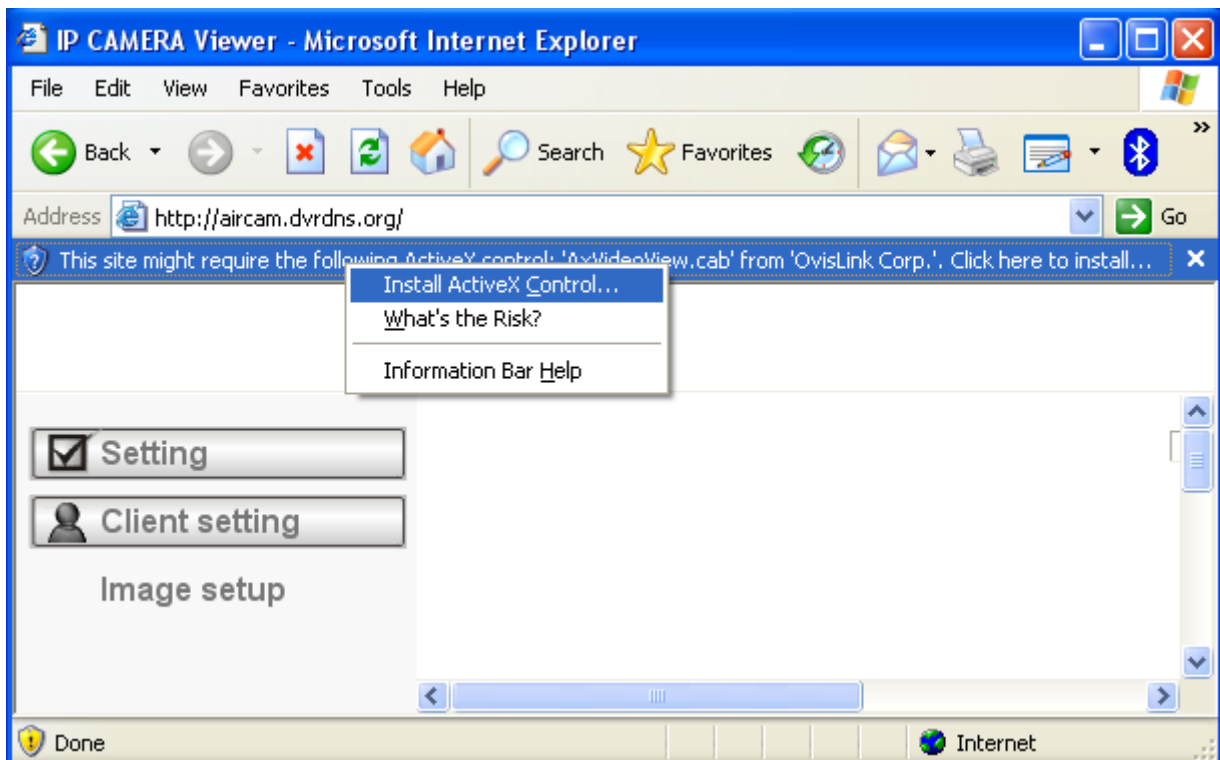 IP CAMERA Viewer - Microsoft Internet Explorer
File Edit View Favorites Tools Help
Back Search Favorites »
Address http://aircam.dvrdns.org/ Go
This site might require the following ActiveX control: 'AxVideoView.cab' from 'OvisLink Corp.'. Click here to install...
Install ActiveX Control...
What's the Risk?
Information Bar Help
Setting
Client setting
Image setup
Done Internet